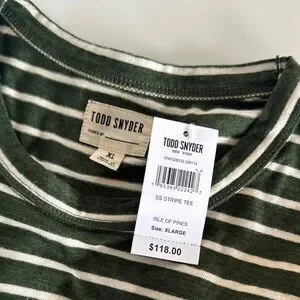 TODD SNYDER
XL
TODD SNYDER
NEW YORK
SS STRIPE TEE
ISLE OF PINES
Size: XLARGE
$118.00